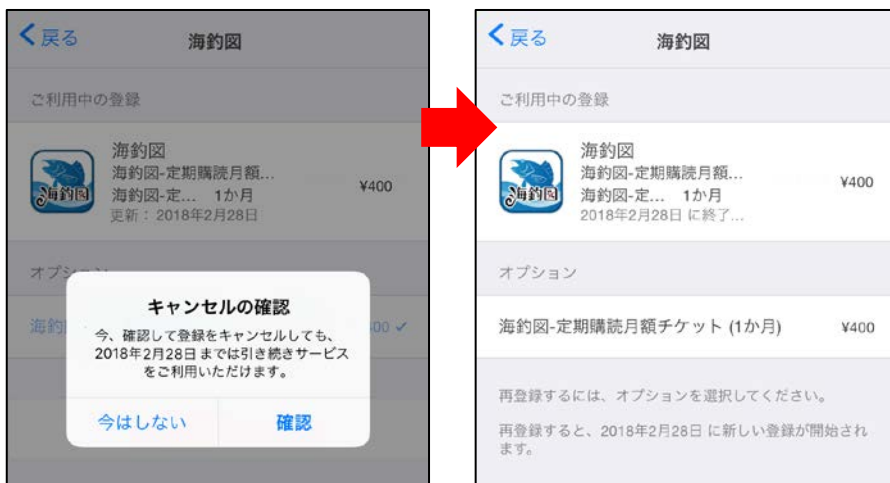 戻る
海釣図
ご利用中の登録
海釣図
海釣図
海釣図-定期購読月額...
海釣図-定... 1か月
¥400
更新： 2018年2月28日
オプション
海釣
400
キャンセルの確認
今、確認して登録をキャンセルしても、
2018年2月28日までは引き続きサービス
をご利用いただけます。
今はしない
確認
戻る
海釣図
ご利用中の登録
海釣図
海釣図
海釣図-定期購読月額...
海釣図-定... 1か月
¥400
2018年2月28日 に終了...
オプション
海釣図-定期購読月額チケット (1か月)
¥400
再登録するには、オプションを選択してください。
再登録すると、2018年2月28日 に新しい登録が開始され
ます。